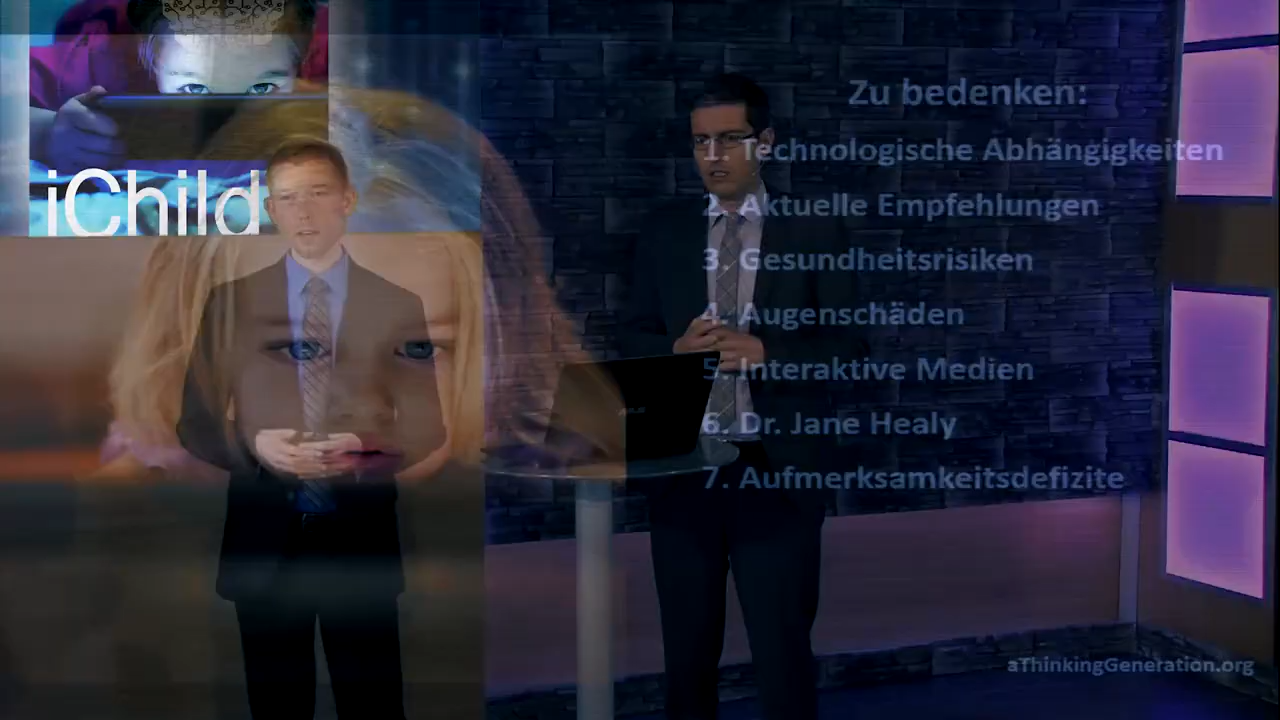 iChild
Zu bedenken:
1. Technologische Abhängigkeiten
2. Aktuelle Empfehlungen
3. Gesundheitsrisiken
4. Augenschäden
5. Interaktive Medien
6. Dr. Jane Healy
7. Aufmerksamkeitsdefizite
aThinkingGeneration.org